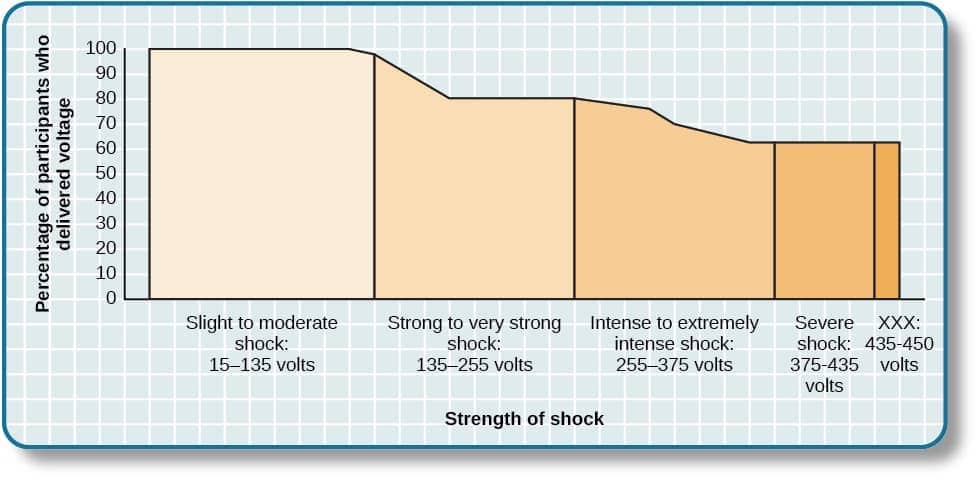 Percentage of participants who
delivered voltage
100
90
80
70
60
50
40
30
20
10
0
Slight to moderate
shock:
15–135 volts
Strong to very strong
shock:
135–255 volts
Intense to extremely
intense shock:
255–375 volts
Severe
shock:
375-435
volts
XXX:
435-450
volts
Strength of shock